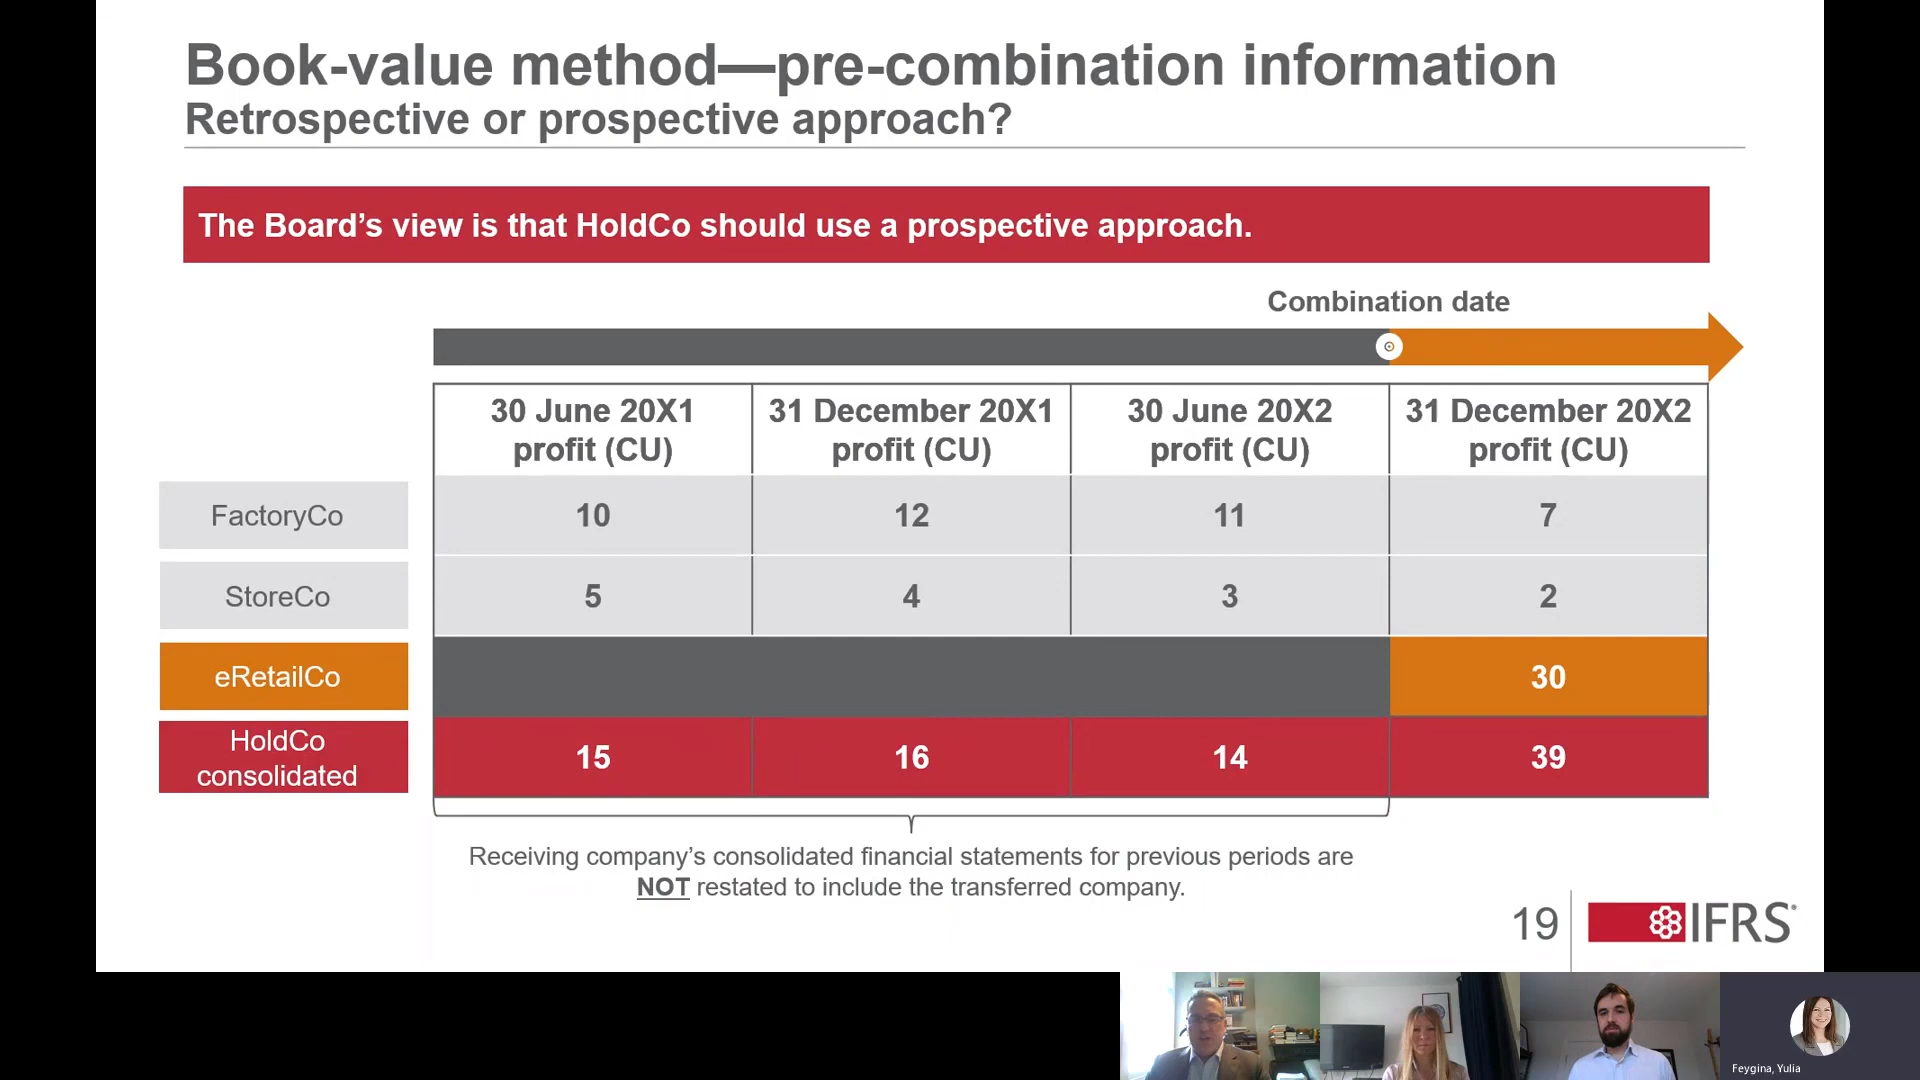 Book-value method—pre-combination information
Retrospective or prospective approach?
The Board's view is that HoldCo should use a prospective approach.
Combination date
30 June 20X1 profit (CU)
31 December 20X1 profit (CU)
30 June 20X2 profit (CU)
31 December 20X2 profit (CU)
FactoryCo 10 12 11 7
StoreCo 5 4 3 2
eRetailCo 30
HoldCo consolidated 15 16 14 39
Receiving company's consolidated financial statements for previous periods are
NOT restated to include the transferred company.
19
IFRS®
Feygina, Yulia